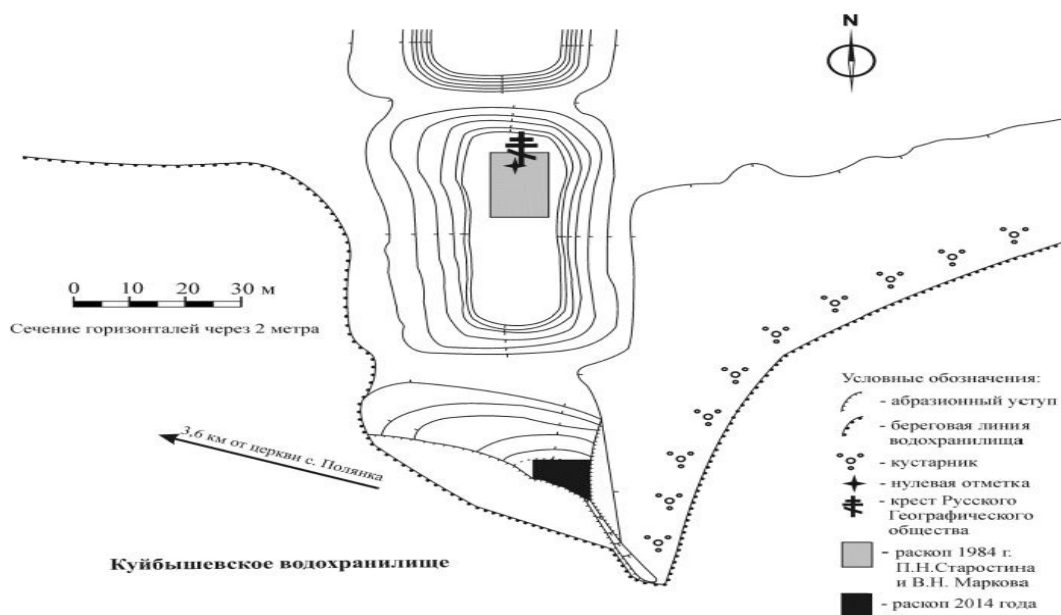 N
0 10 20 30 м
Сечение горизонталей через 2 метра
3,6 км от церкви с. Полянка
Куйбышевское водохранилище
Условные обозначения:
- абразионный уступ
- береговая линия
водохранилища
- кустарник
- нулевая отметка
- крест Русского
Географического
общества
- раскоп 1984 г.
П.Н.Старостина
и В.Н. Маркова
- раскоп 2014 года